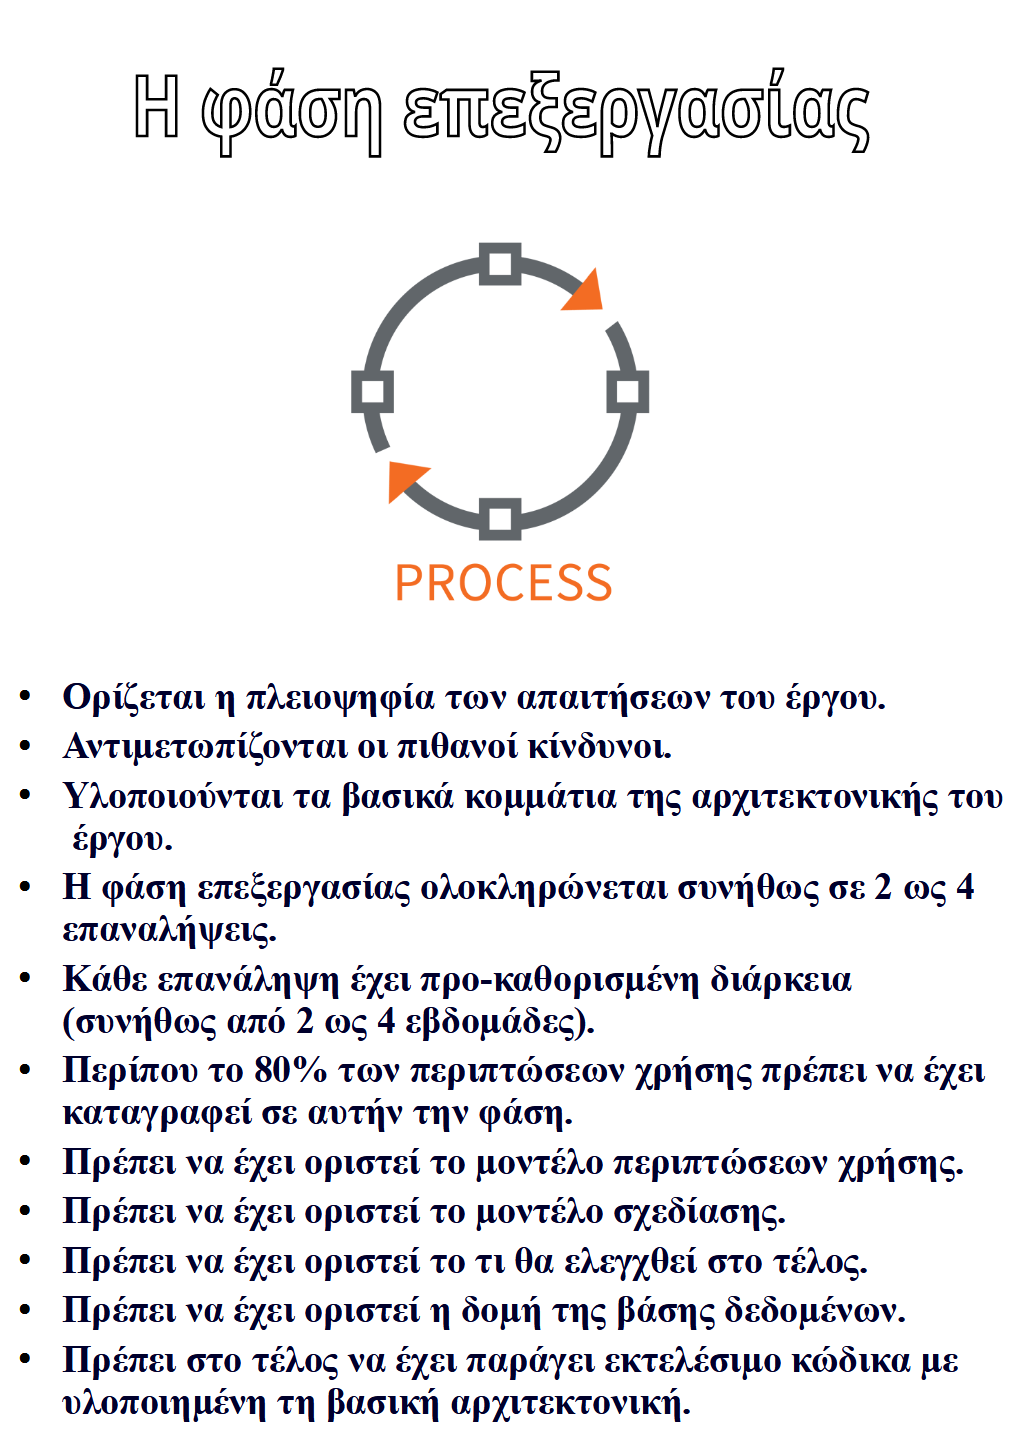 Η φάση επεξεργασίας
PROCESS
• Ορίζεται η πλειοψηφία των απαιτήσεων του έργου.
• Αντιμετωπίζονται οι πιθανοί κίνδυνοι.
• Υλοποιούνται τα βασικά κομμάτια της αρχιτεκτονικής του
έργου.
• Η φάση επεξεργασίας ολοκληρώνεται συνήθως σε 2 ως 4
επαναλήψεις.
• Κάθε επανάληψη έχει προ-καθορισμένη διάρκεια
(συνήθως από 2 ως 4 εβδομάδες).
• Περίπου το 80% των περιπτώσεων χρήσης πρέπει να έχει
καταγραφεί σε αυτήν την φάση.
• Πρέπει να έχει οριστεί το μοντέλο περιπτώσεων χρήσης.
• Πρέπει να έχει οριστεί το μοντέλο σχεδίασης.
• Πρέπει να έχει οριστεί το τι θα ελεγχθεί στο τέλος.
• Πρέπει να έχει οριστεί η δομή της βάσης δεδομένων.
• Πρέπει στο τέλος να έχει παράγει εκτελέσιμο κώδικα με
υλοποιημένη τη βασική αρχιτεκτονική.